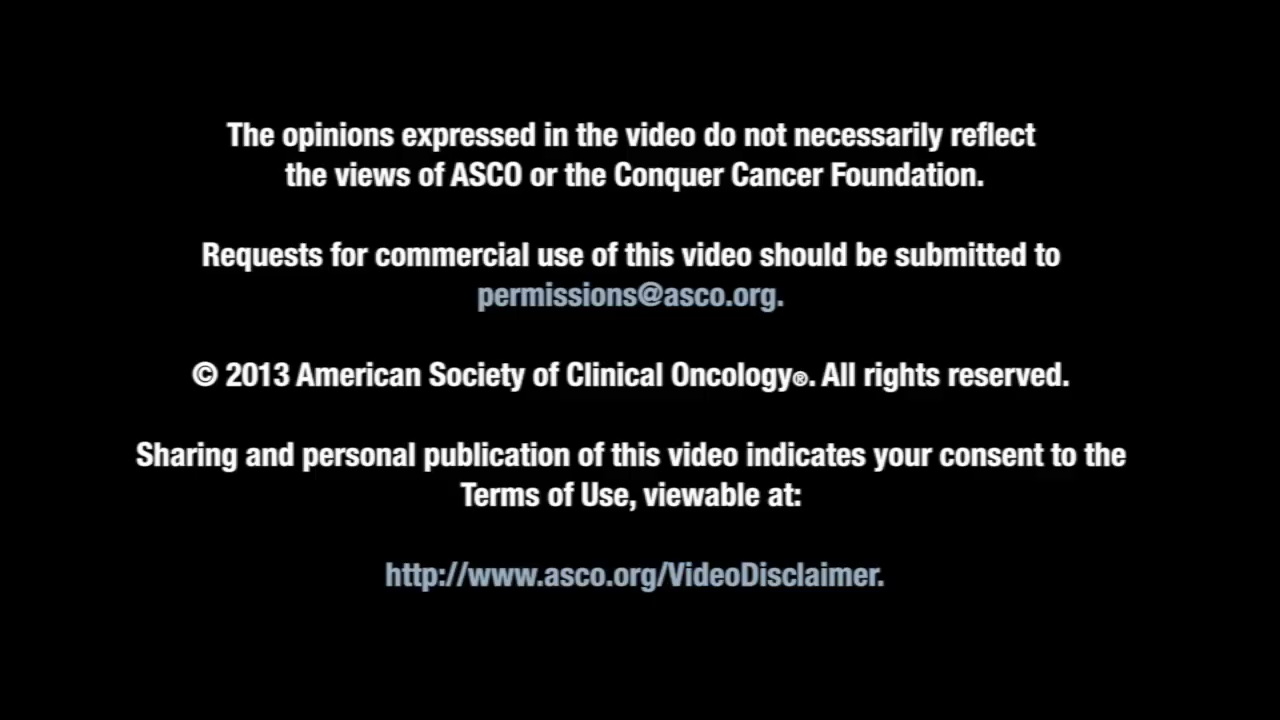 The opinions expressed in the video do not necessarily reflect
the views of ASCO or the Conquer Cancer Foundation.
Requests for commercial use of this video should be submitted to
permissions@asco.org.
© 2013 American Society of Clinical Oncology®. All rights reserved.
Sharing and personal publication of this video indicates your consent to the
Terms of Use, viewable at:
http://www.asco.org/VideoDisclaimer.